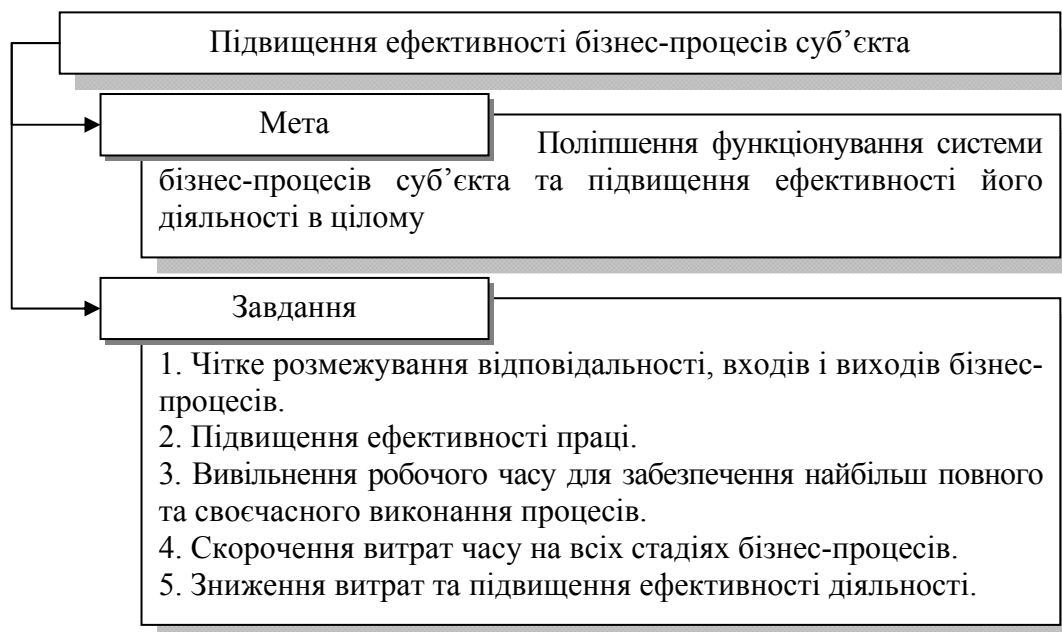 Підвищення ефективності бізнес-процесів суб’єкта
Мета
Поліпшення функціонування системи
бізнес-процесів суб’єкта та підвищення ефективності його
діяльності в цілому
Завдання
1. Чітке розмежування відповідальності, входів і виходів бізнес-
процесів.
2. Підвищення ефективності праці.
3. Вивільнення робочого часу для забезпечення найбільш повного
та своєчасного виконання процесів.
4. Скорочення витрат часу на всіх стадіях бізнес-процесів.
5. Зниження витрат та підвищення ефективності діяльності.